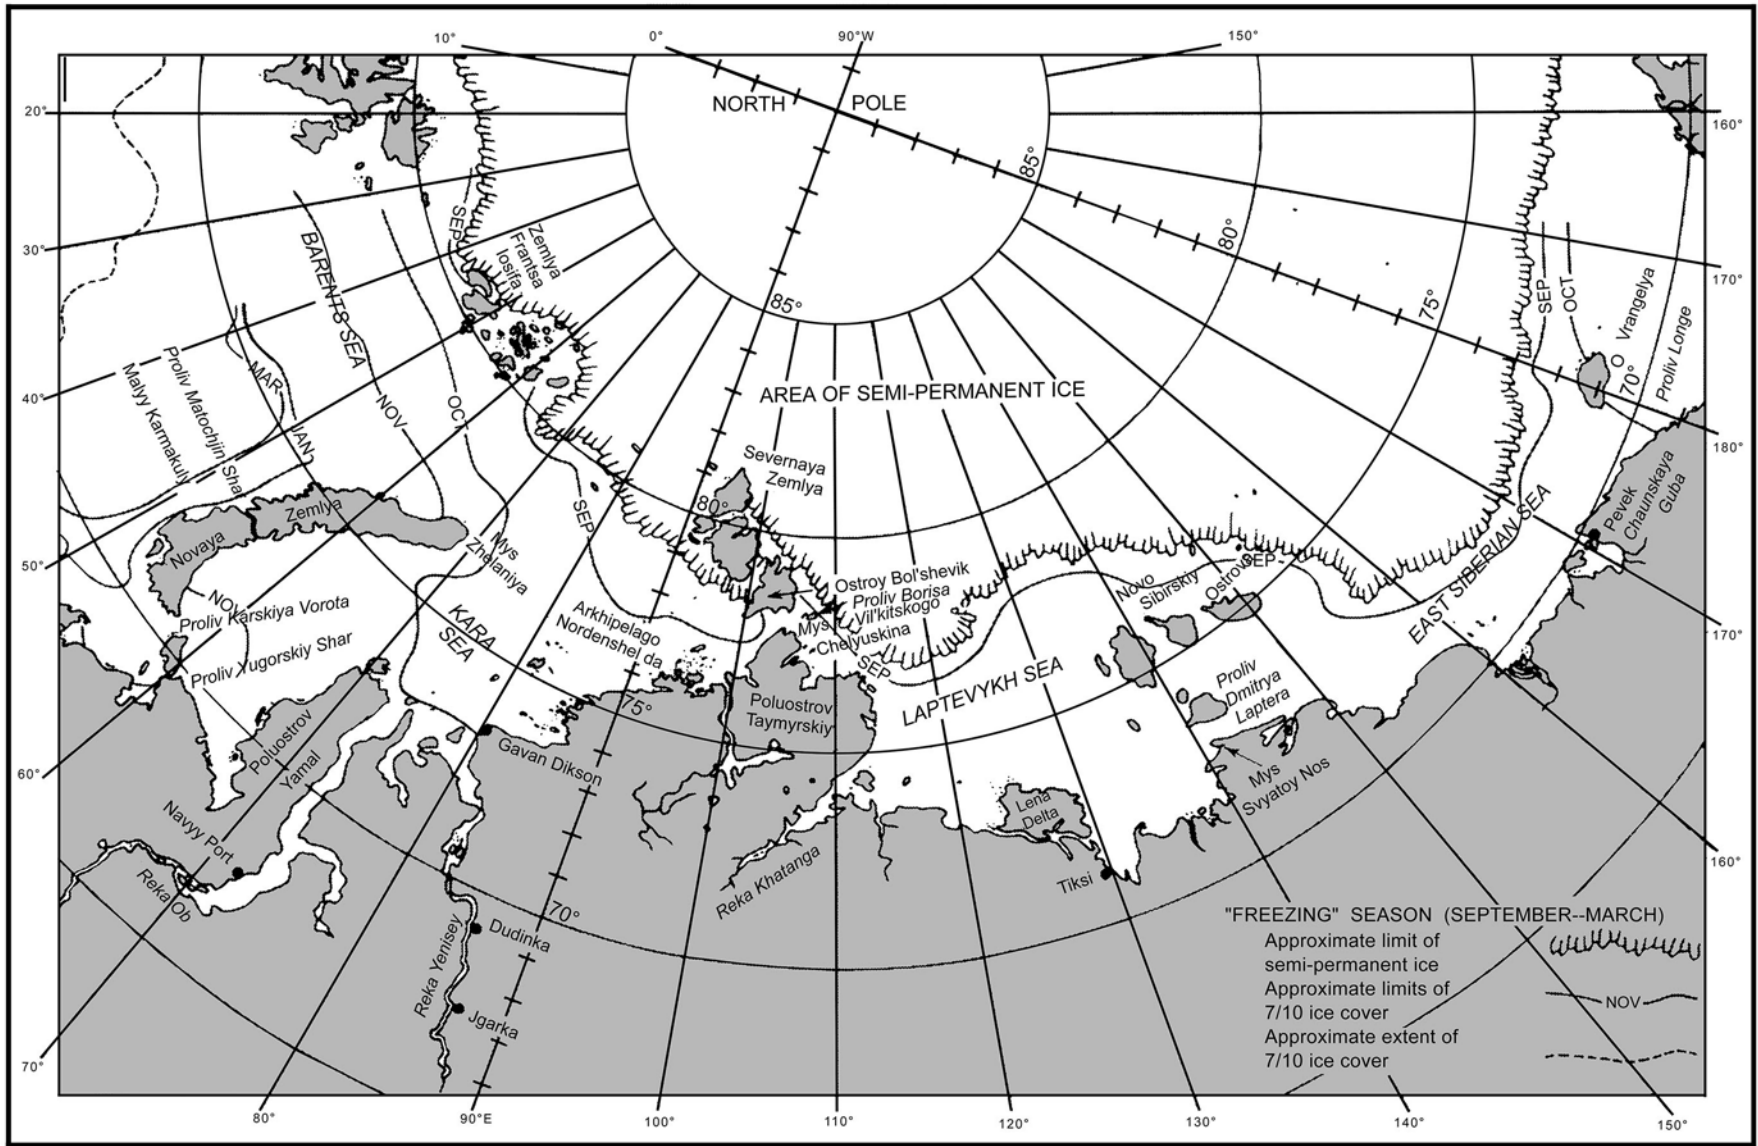 10°
0°
90°W
150°
20°
NORTH POLE
160°
85°
SEP
80°
Zemlya
Frantsa
Iosifa
30°
BARENTS SEA
170°
SEP
OCT
O Vrangelya
85°
75°
Proliv Longe
MAR
Proliv Matochjin Sha
Malyy Karmakuly
70°
AREA OF SEMI-PERMANENT ICE
40°
NOV
OCT
JAN
180°
Severnaya
Zemlya
80°
Pevek
Chaunskaya
Guba
Zemlya
Novaya
SEP
Mys
Zhelaniya
50°
EAST SIBERIAN SEA
SEP
Ostrova
Novo
Sibirskiy
Ostroy Bol'shevik
Proliv Borisa
Vil'kitskogo
Mys
Chelyuskina
NOV
Proliv Karskiya Vorota
KARA
SEA
Arkhipelago
Nordenshel da
170°
Proliv Yugorskiy Shar
SEP
LAPTEVYKH SEA
Proliv
Dmitrya
Laptera
75°
Poluostrov
Taymyrskiy
Poluostrov
Yamal
Gavan Dikson
60°
Mys
Svyatoy Nos
Lena
Delta
Navyy Port
160°
Reka Khatanga
Tiksi
Reka Ob
70°
Dudinka
Reka Yenisey
Jgarka
"FREEZING" SEASON (SEPTEMBER--MARCH)
Approximate limit of
semi-permanent ice
Approximate limits of
7/10 ice cover
NOV
Approximate extent of
7/10 ice cover
70°
80°
90°E
100°
110°
120°
130°
140°
150°